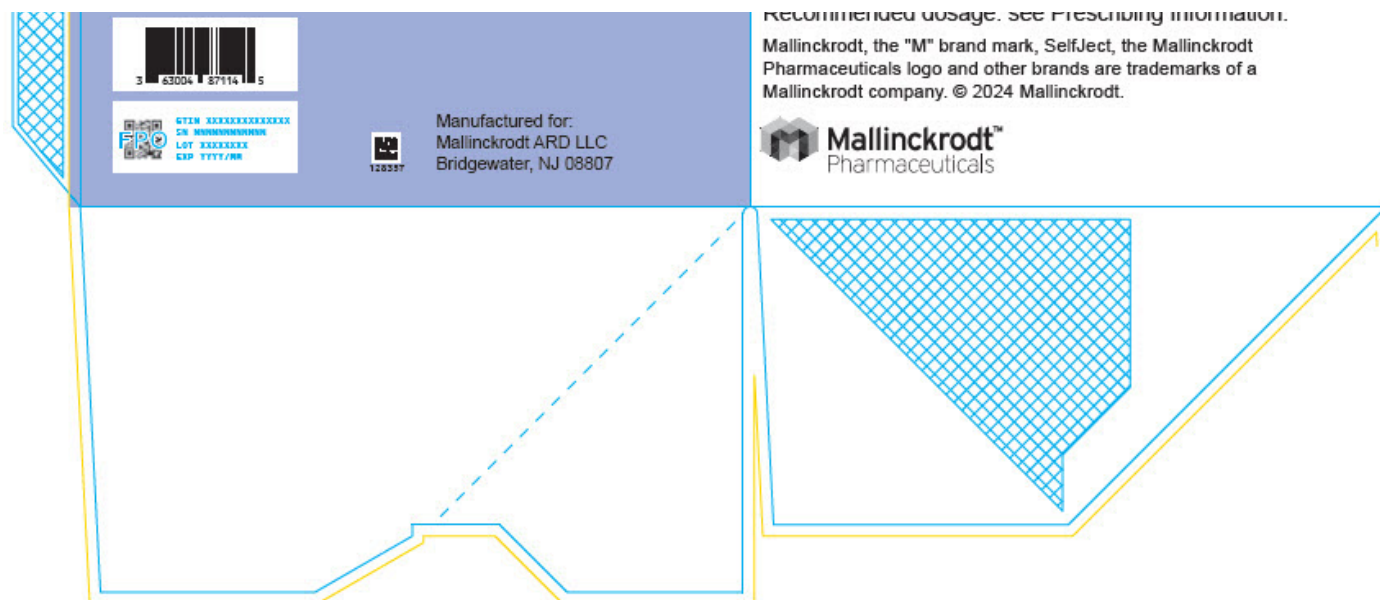 Recommended dosage: see Prescribing Information.
Mallinckrodt, the "M" brand mark, SelfJect, the Mallinckrodt
Pharmaceuticals logo and other brands are trademarks of a
Mallinckrodt company. © 2024 Mallinckrodt.
3 63004 87114 5
FPO
GTIN XXXXXXXXXXXXXX
SN NNNNNNNNNNNN
LOT XXXXXXXX
EXP YYYY/MM
128357
Manufactured for:
Mallinckrodt ARD LLC
Bridgewater, NJ 08807
Mallinckrodt™
Pharmaceuticals